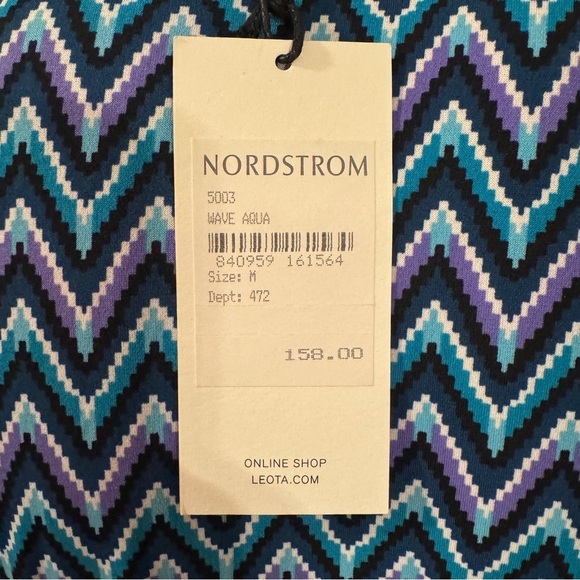 NORDSTROM
5003
WAVE AQUA
840959 161564
Size: M
Dept: 472
158.00
ONLINE SHOP
LEOTA.COM